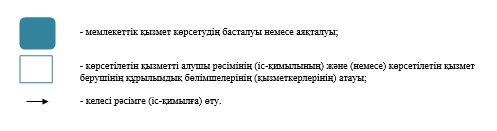 - мемлекеттік қызмет көрсетудің басталуы немесе аяқталуы;
- көрсетілетін қызметті алушы рәсімінің (іс-қимылының) және (немесе) көрсетілетін қызмет
берушінің құрылымдық бөлімшелерінің (қызметкерлерінің) атауы;
- келесі рәсімге (іс-қимылға) өту.